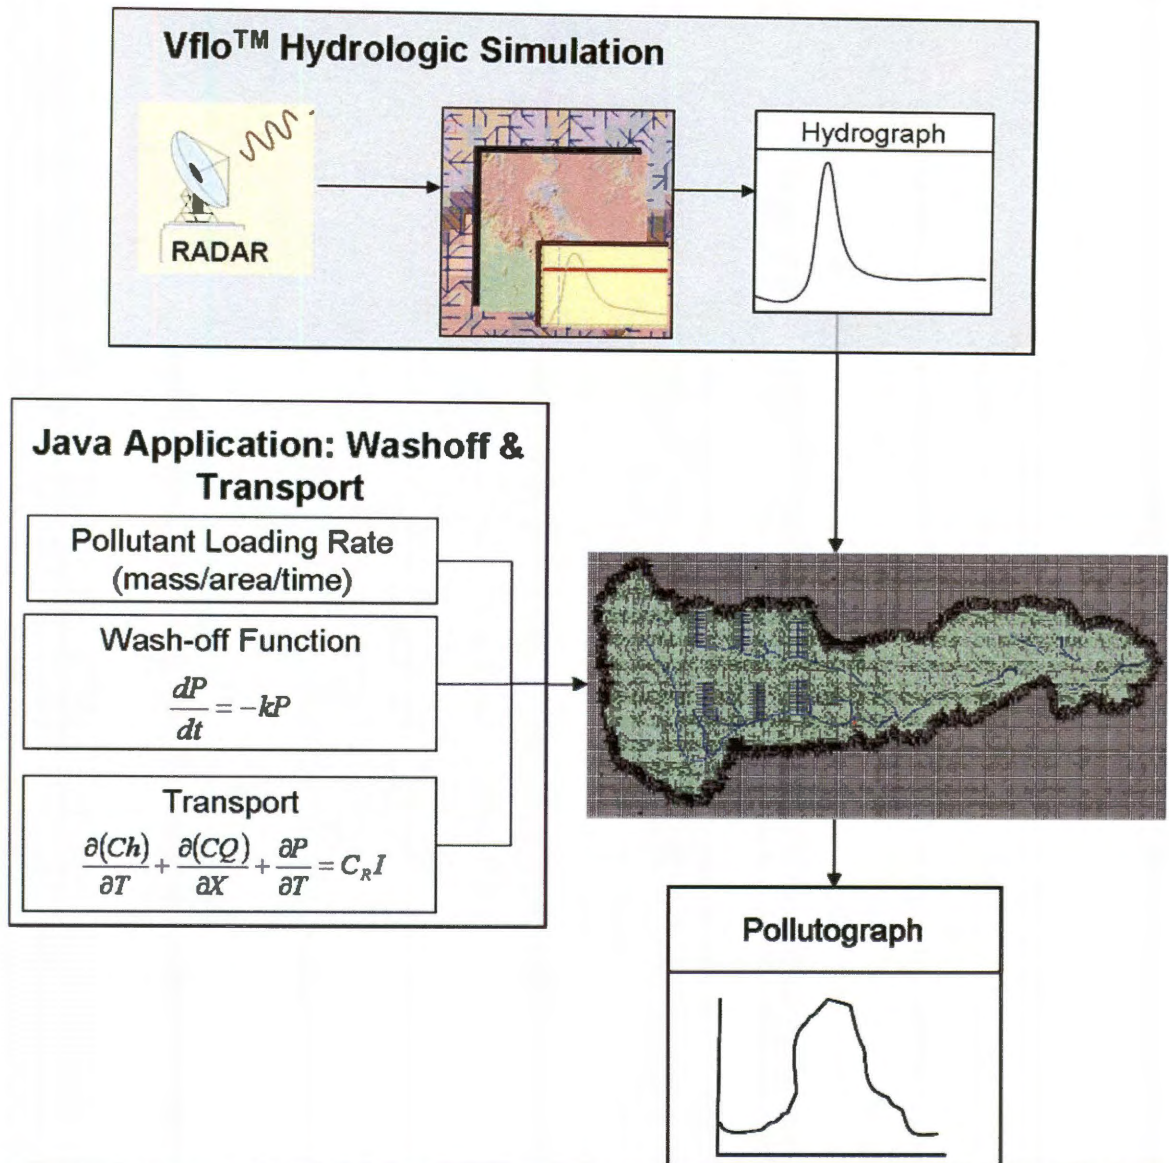 Vflo™ Hydrologic Simulation
RADAR
Hydrograph
Java Application: Washoff &
Transport
Pollutant Loading Rate
(mass/area/time)
Wash-off Function
dP/dt = -kP
Transport
∂(Ch)/∂T + ∂(CQ)/∂X + ∂P/∂T = C_R I
Pollutograph